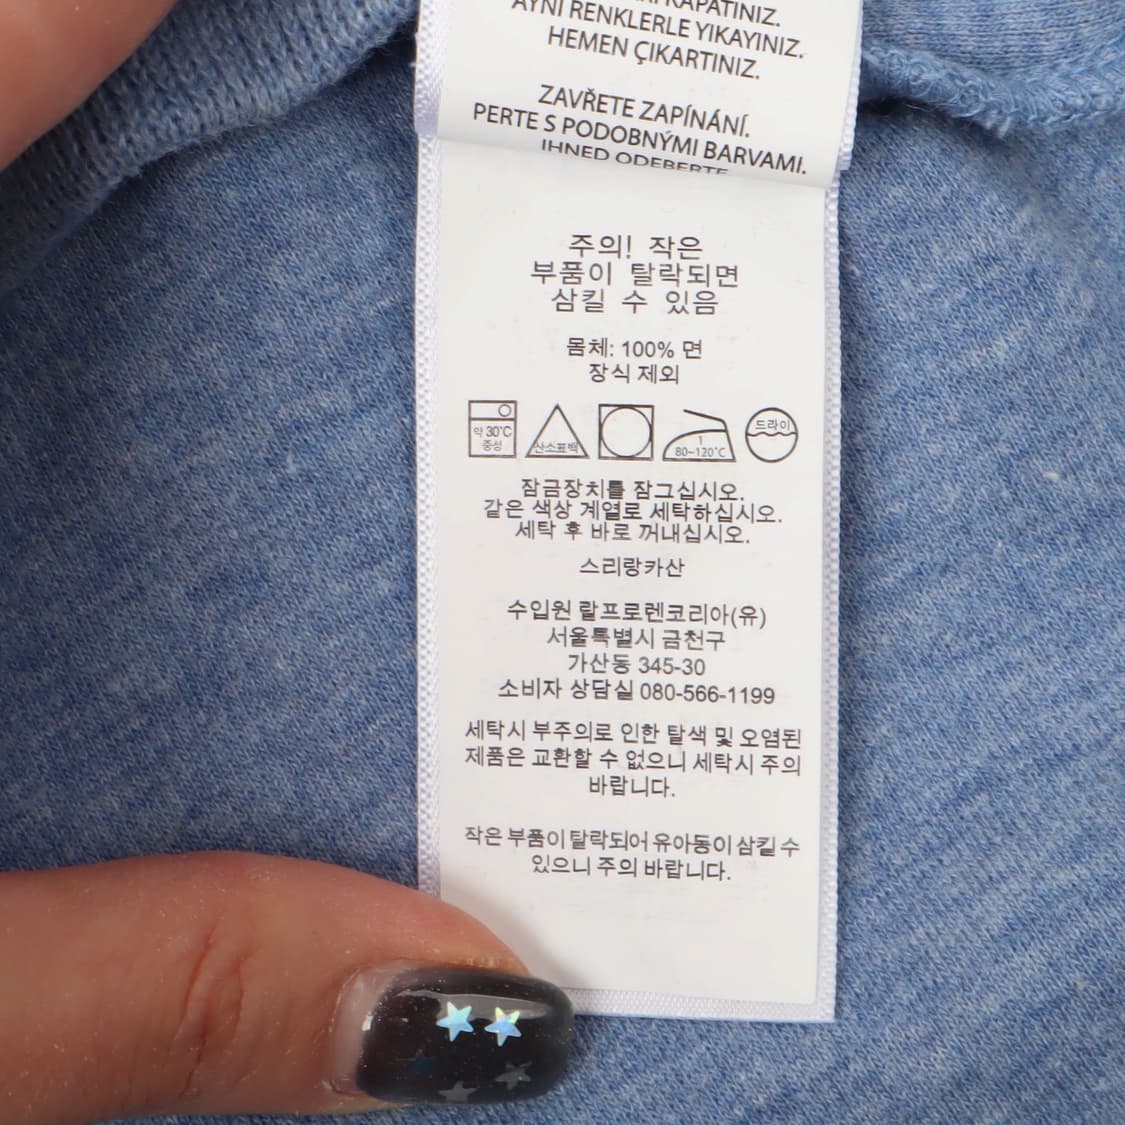 KAPATINIZ.
AYNI RENKLERLE YIKAYINIZ.
HEMEN ÇIKARTINIZ.
ZAVŘETE ZAPÍNÁNÍ.
PERTE S PODOBNÝMI BARVAMI.
IHNED ODEBERTE
주의! 작은
부품이 탈락되면
삼킬 수 있음
몸체: 100% 면
장식 제외
약 30˚C
중성
산소표백
1
80~120˚C
드라이
잠금장치를 잠그십시오.
같은 색상 계열로 세탁하십시오.
세탁 후 바로 꺼내십시오.
스리랑카산
수입원 랄프로렌코리아(유)
서울특별시 금천구
가산동 345-30
소비자 상담실 080-566-1199
세탁시 부주의로 인한 탈색 및 오염된
제품은 교환할 수 없으니 세탁시 주의
바랍니다.
작은 부품이 탈락되어 유아동이 삼킬 수
있으니 주의 바랍니다.